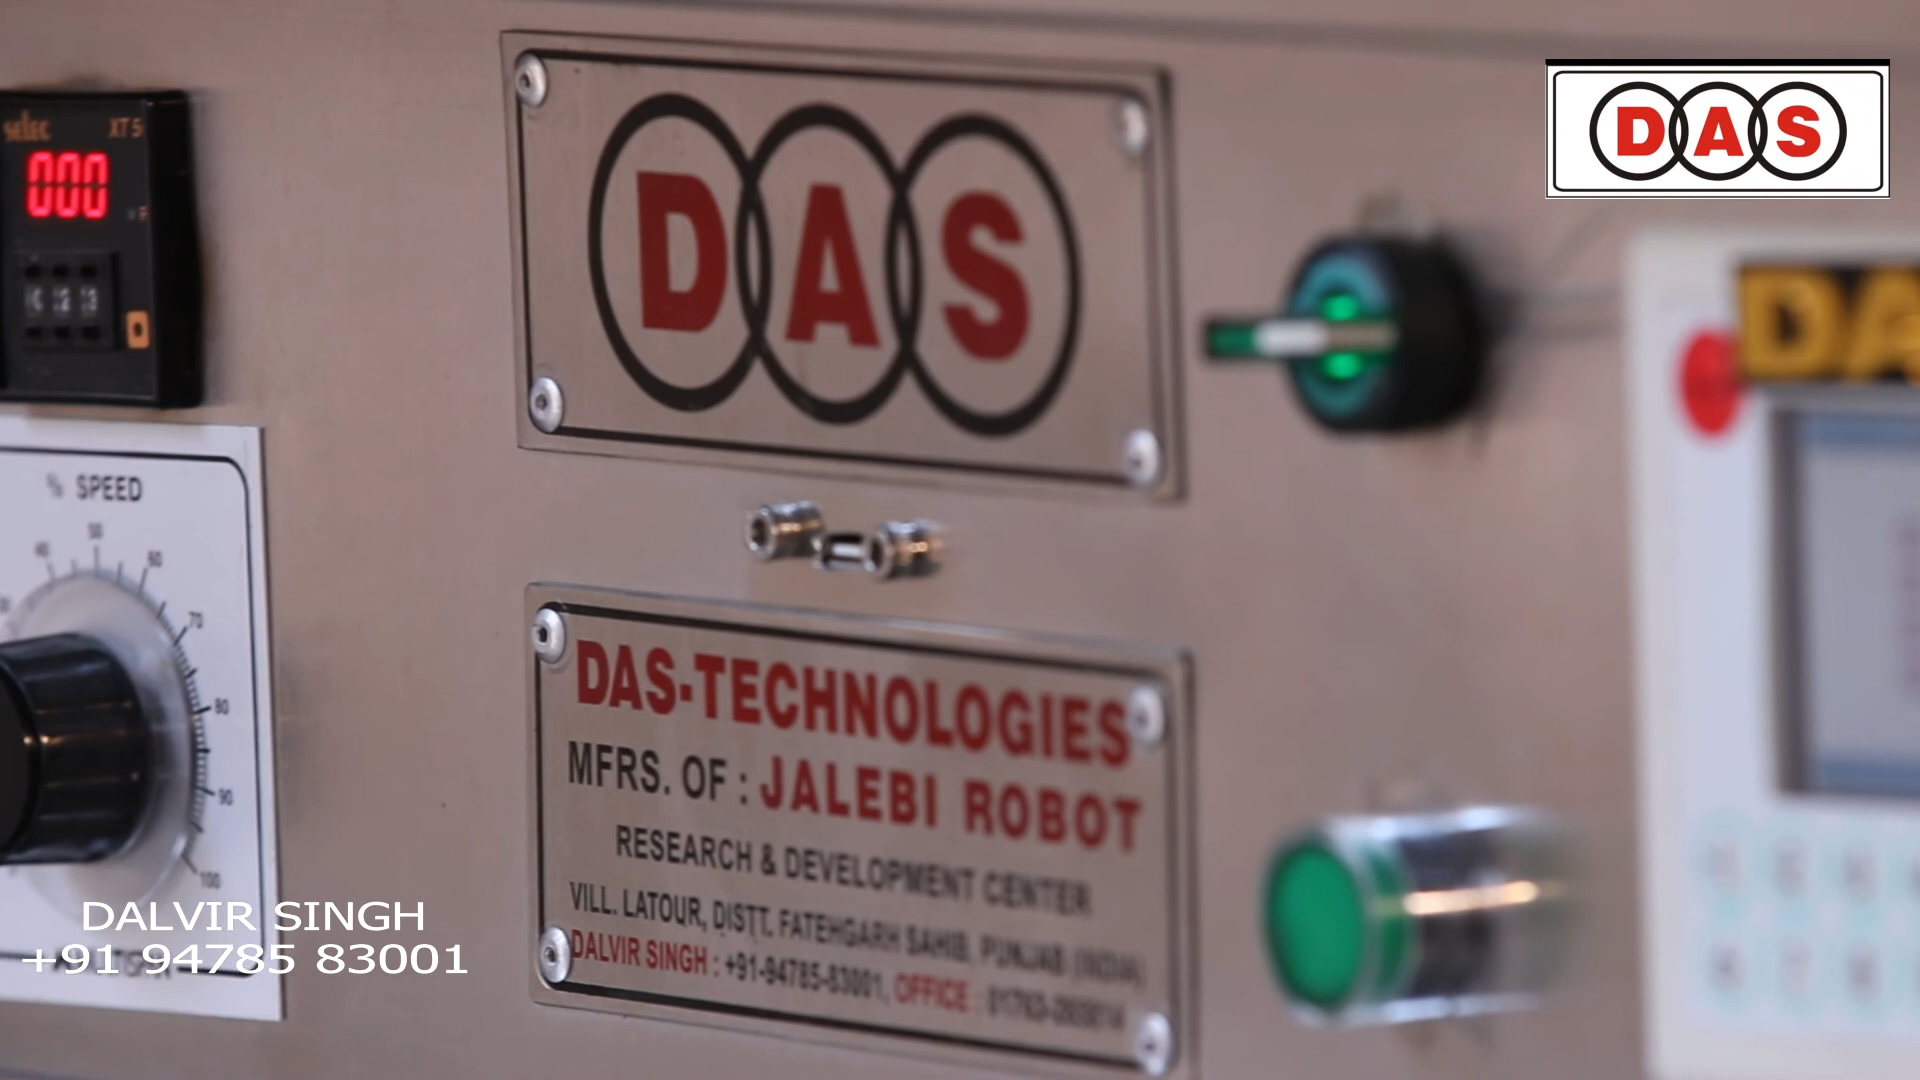 selec XT5
000
% SPEED
40
50
60
70
80
90
100
DAS
DAS
DA
DAS-TECHNOLOGIES
MFRS. OF : JALEBI ROBOT
RESEARCH & DEVELOPMENT CENTER
VILL. LATOUR, DISTT. FATEHGARH SAHIB, PUNJAB (INDIA)
DALVIR SINGH : +91-94785-83001, OFFICE :
DALVIR SINGH
+91 94785 83001